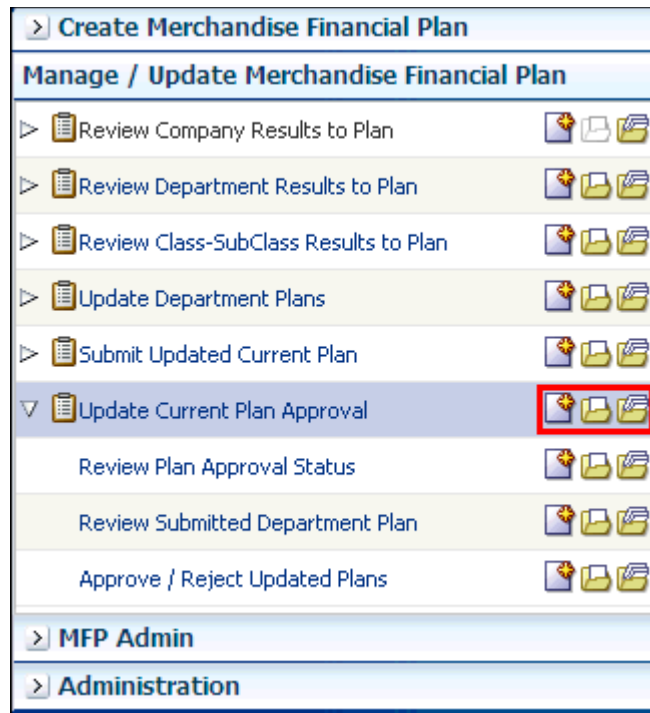 Create Merchandise Financial Plan
Manage / Update Merchandise Financial Plan
Review Company Results to Plan
Review Department Results to Plan
Review Class-SubClass Results to Plan
Update Department Plans
Submit Updated Current Plan
Update Current Plan Approval
Review Plan Approval Status
Review Submitted Department Plan
Approve / Reject Updated Plans
MFP Admin
Administration